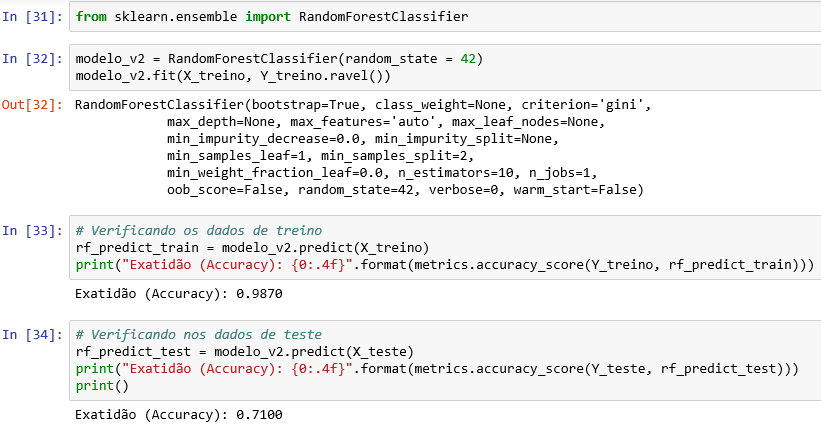 In [31]: from sklearn.ensemble import RandomForestClassifier
In [32]: modelo_v2 = RandomForestClassifier(random_state = 42)
modelo_v2.fit(X_treino, Y_treino.ravel())
Out[32]: RandomForestClassifier(bootstrap=True, class_weight=None, criterion='gini',
max_depth=None, max_features='auto', max_leaf_nodes=None,
min_impurity_decrease=0.0, min_impurity_split=None,
min_samples_leaf=1, min_samples_split=2,
min_weight_fraction_leaf=0.0, n_estimators=10, n_jobs=1,
oob_score=False, random_state=42, verbose=0, warm_start=False)
In [33]: # Verificando os dados de treino
rf_predict_train = modelo_v2.predict(X_treino)
print("Exatidão (Accuracy): {0:.4f}".format(metrics.accuracy_score(Y_treino, rf_predict_train)))
Exatidão (Accuracy): 0.9870
In [34]: # Verificando nos dados de teste
rf_predict_test = modelo_v2.predict(X_teste)
print("Exatidão (Accuracy): {0:.4f}".format(metrics.accuracy_score(Y_teste, rf_predict_test)))
print()
Exatidão (Accuracy): 0.7100